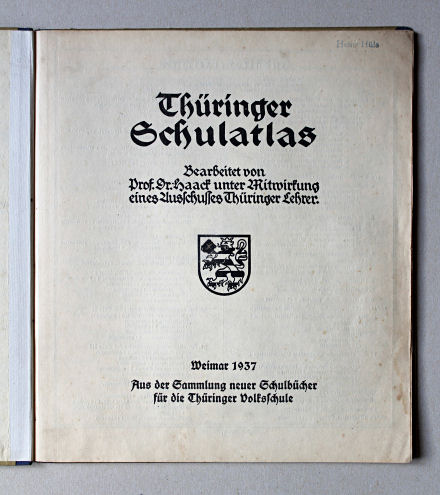 Thüringer
Schulatlas
Bearbeitet von
Prof. Dr. Haack unter Mitwirkung
eines Ausschusses Thüringer Lehrer.
Weimar 1937
Aus der Sammlung neuer Schulbücher
für die Thüringer Volksschule